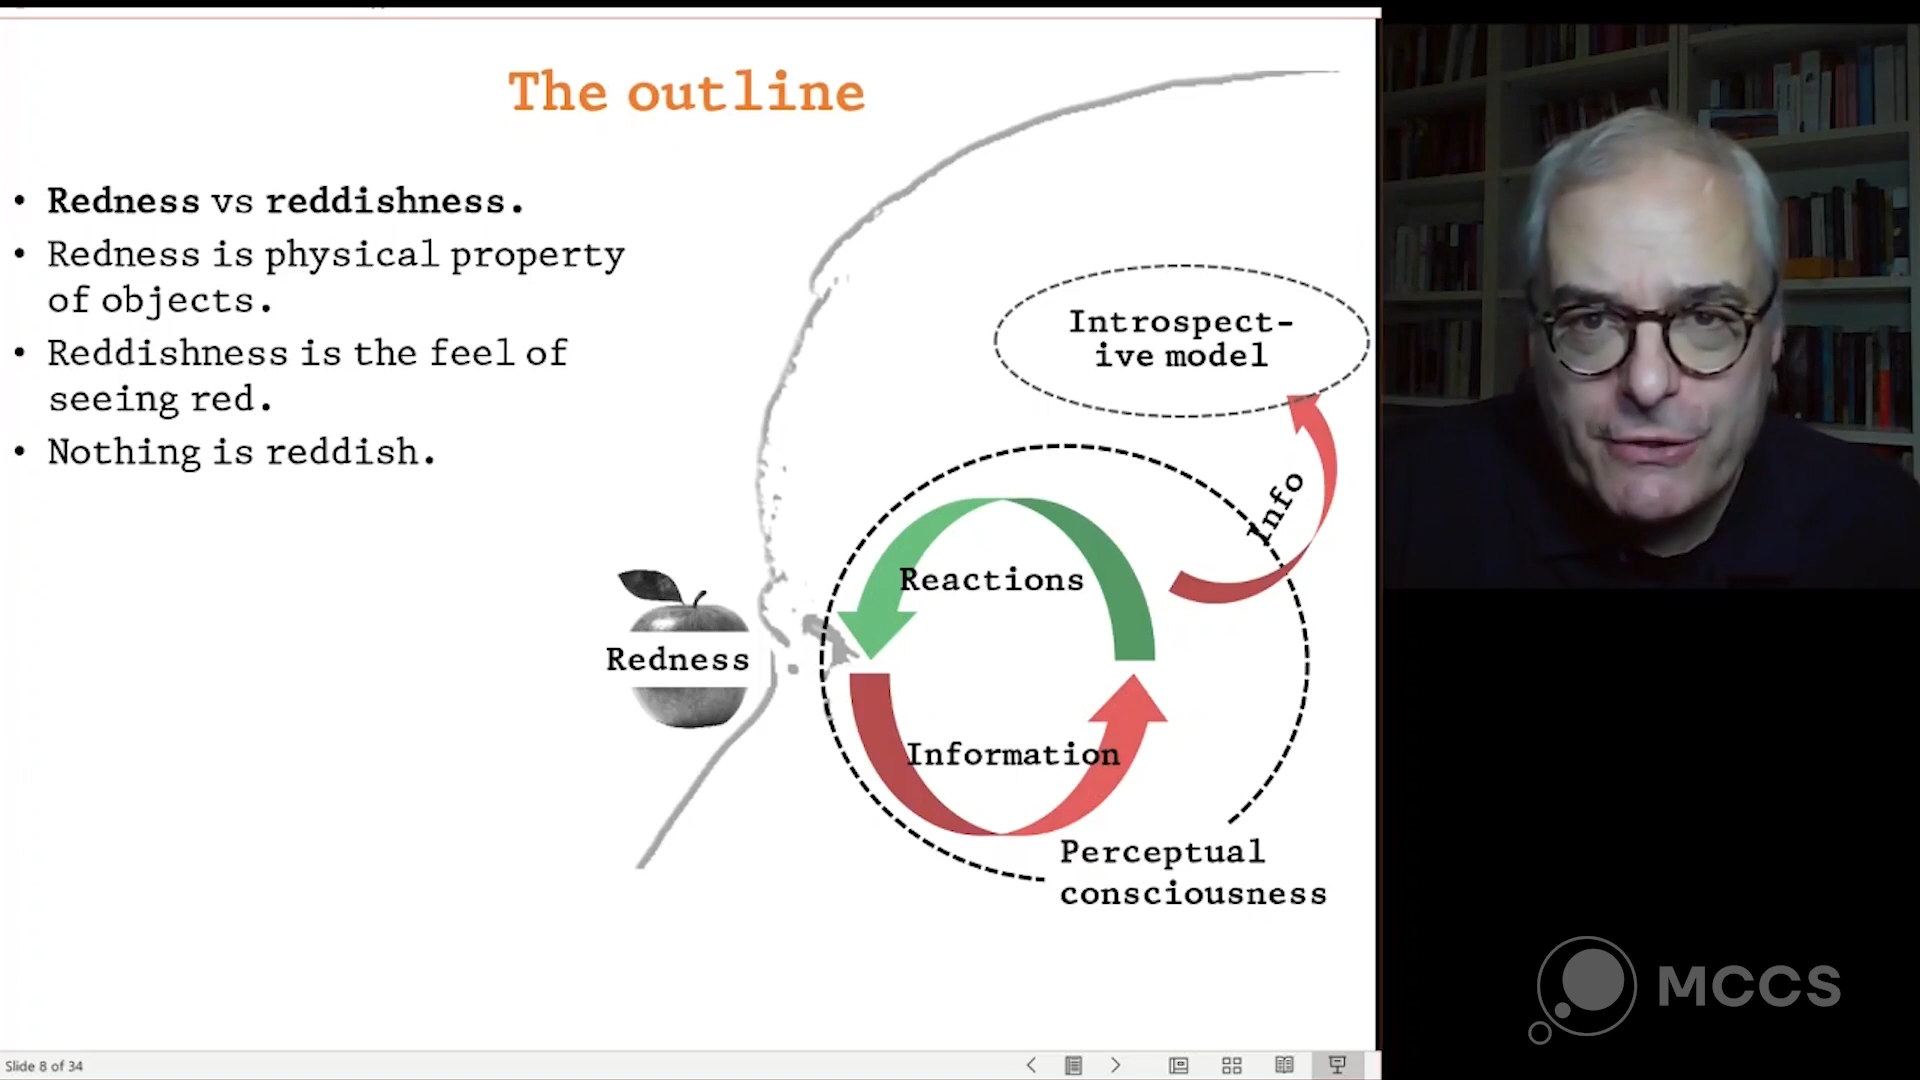 The outline
• Redness vs reddishness.
• Redness is physical property
of objects.
• Reddishness is the feel of
seeing red.
• Nothing is reddish.
Introspect-
ive model
Info
Reactions
Redness
Information
Perceptual
consciousness
MCCS
Slide 8 of 34